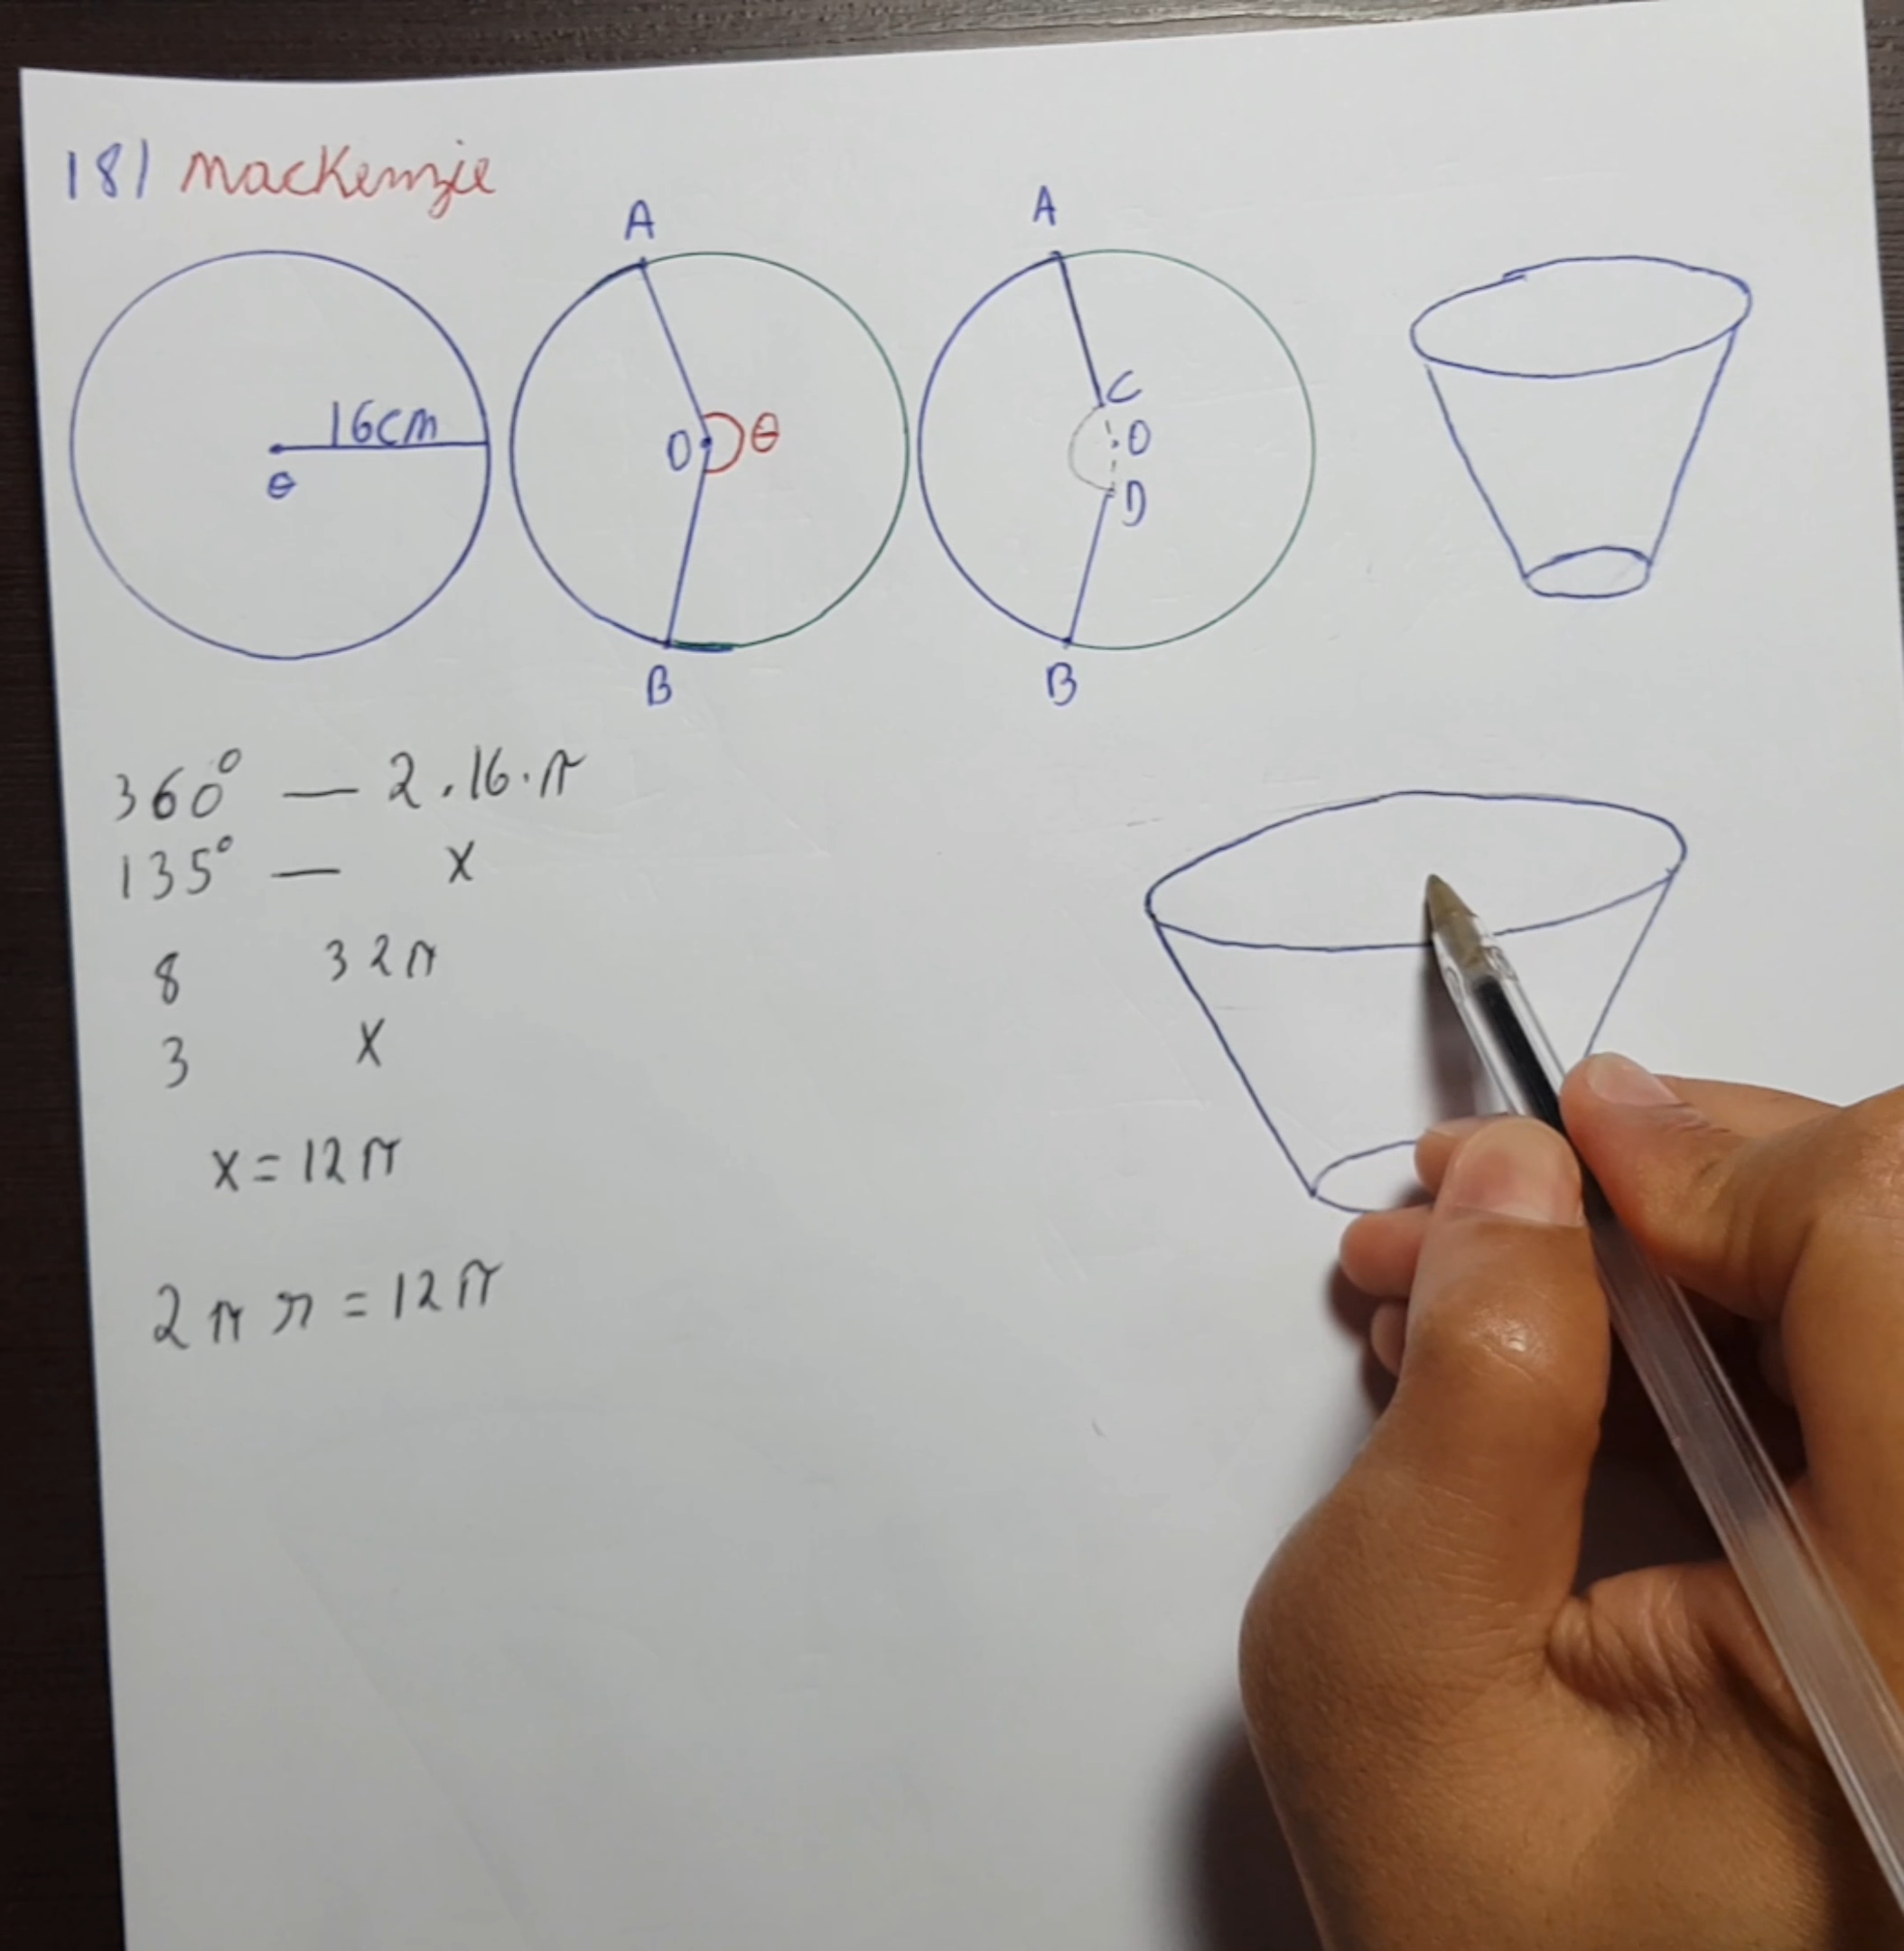 181 Mackenzie
A
A
16cm
θ
O
θ
C
O
D
B
B
360° — 2.16.π
135° — x
8 32π
3 x
x = 12π
2πr = 12π